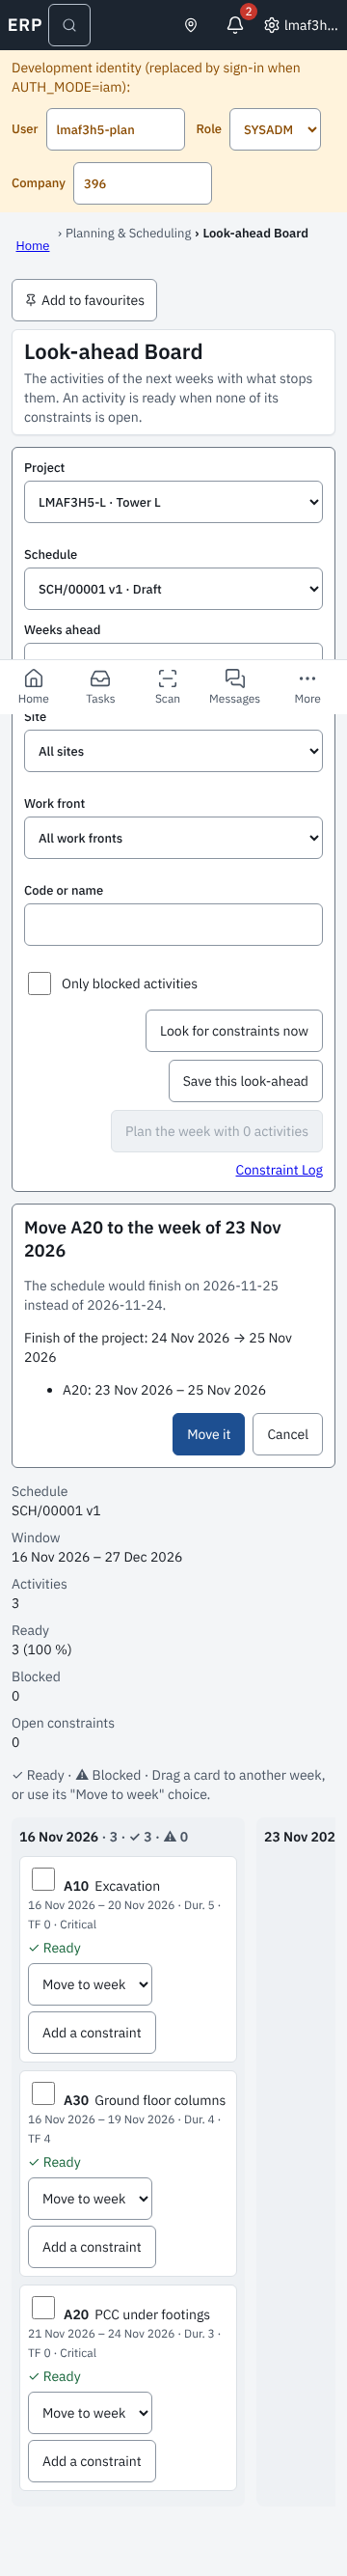 ERP
2
lmaf3h...
Development identity (replaced by sign-in when
AUTH_MODE=iam):
User
lmaf3h5-plan
Role
SYSADM
Company
396
Home
› Planning & Scheduling › Look-ahead Board
Add to favourites
Look-ahead Board
The activities of the next weeks with what stops
them. An activity is ready when none of its
constraints is open.
Project
LMAF3H5-L · Tower L
Schedule
SCH/00001 v1 · Draft
Weeks ahead
Home
Tasks
Scan
Messages
More
Site
All sites
Work front
All work fronts
Code or name
Only blocked activities
Look for constraints now
Save this look-ahead
Plan the week with 0 activities
Constraint Log
Move A20 to the week of 23 Nov
2026
The schedule would finish on 2026-11-25
instead of 2026-11-24.
Finish of the project: 24 Nov 2026 → 25 Nov
2026
• A20: 23 Nov 2026 – 25 Nov 2026
Move it
Cancel
Schedule
SCH/00001 v1
Window
16 Nov 2026 – 27 Dec 2026
Activities
3
Ready
3 (100 %)
Blocked
0
Open constraints
0
✓ Ready · ⚠ Blocked · Drag a card to another week,
or use its "Move to week" choice.
16 Nov 2026 · 3 · ✓ 3 · ⚠ 0
23 Nov 202
A10 Excavation
16 Nov 2026 – 20 Nov 2026 · Dur. 5 ·
TF 0 · Critical
✓ Ready
Move to week
Add a constraint
A30 Ground floor columns
16 Nov 2026 – 19 Nov 2026 · Dur. 4 ·
TF 4
✓ Ready
Move to week
Add a constraint
A20 PCC under footings
21 Nov 2026 – 24 Nov 2026 · Dur. 3 ·
TF 0 · Critical
✓ Ready
Move to week
Add a constraint